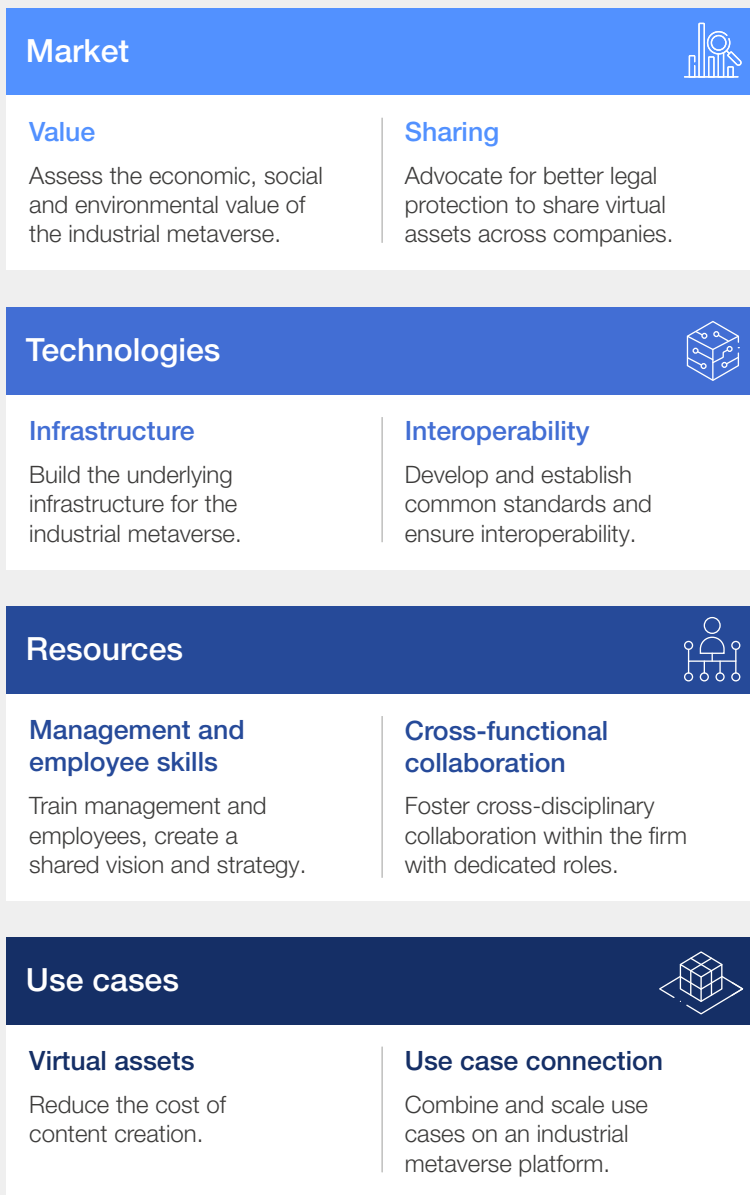 Market
Value
Assess the economic, social
and environmental value of
the industrial metaverse.
Sharing
Advocate for better legal
protection to share virtual
assets across companies.
Technologies
Infrastructure
Build the underlying
infrastructure for the
industrial metaverse.
Interoperability
Develop and establish
common standards and
ensure interoperability.
Resources
Management and
employee skills
Train management and
employees, create a
shared vision and strategy.
Cross-functional
collaboration
Foster cross-disciplinary
collaboration within the firm
with dedicated roles.
Use cases
Virtual assets
Reduce the cost of
content creation.
Use case connection
Combine and scale use
cases on an industrial
metaverse platform.